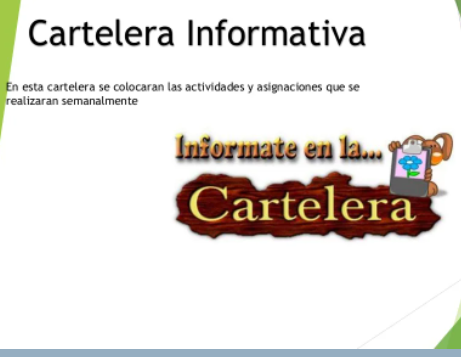 Cartelera Informativa
En esta cartelera se colocaran las actividades y asignaciones que se
realizaran semanalmente
Informate en la...
Cartelera